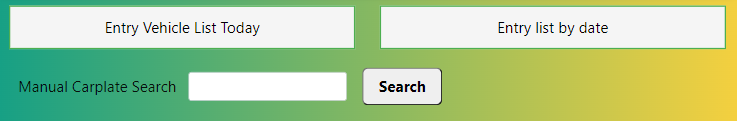 Entry Vehicle List Today
Entry list by date
Manual Carplate Search
Search